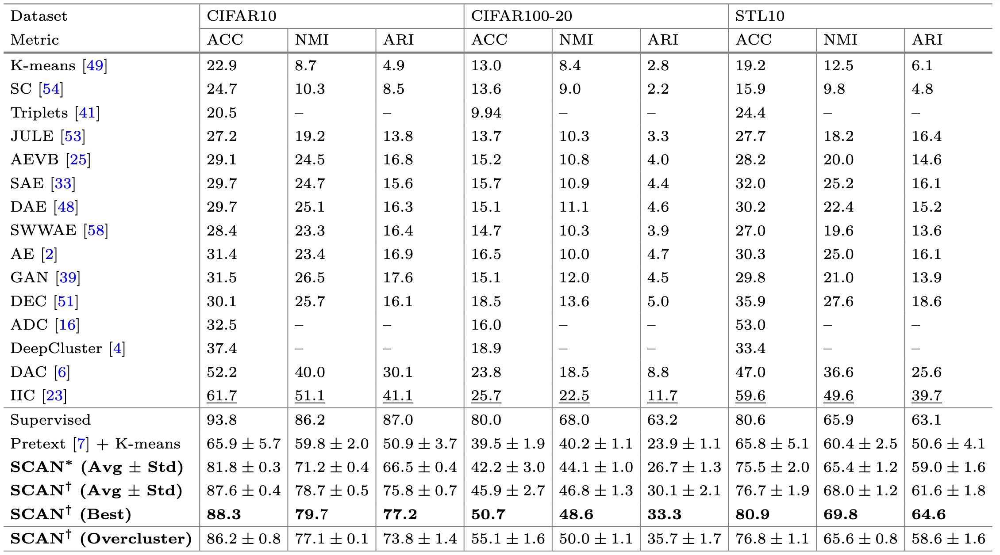 Dataset CIFAR10 CIFAR100-20 STL10
Metric ACC NMI ARI ACC NMI ARI ACC NMI ARI
K-means [49] 22.9 8.7 4.9 13.0 8.4 2.8 19.2 12.5 6.1
SC [54] 24.7 10.3 8.5 13.6 9.0 2.2 15.9 9.8 4.8
Triplets [41] 20.5 – – 9.94 – – 24.4 – –
JULE [53] 27.2 19.2 13.8 13.7 10.3 3.3 27.7 18.2 16.4
AEVB [25] 29.1 24.5 16.8 15.2 10.8 4.0 28.2 20.0 14.6
SAE [33] 29.7 24.7 15.6 15.7 10.9 4.4 32.0 25.2 16.1
DAE [48] 29.7 25.1 16.3 15.1 11.1 4.6 30.2 22.4 15.2
SWWAE [58] 28.4 23.3 16.4 14.7 10.3 3.9 27.0 19.6 13.6
AE [2] 31.4 23.4 16.9 16.5 10.0 4.7 30.3 25.0 16.1
GAN [39] 31.5 26.5 17.6 15.1 12.0 4.5 29.8 21.0 13.9
DEC [51] 30.1 25.7 16.1 18.5 13.6 5.0 35.9 27.6 18.6
ADC [16] 32.5 – – 16.0 – – 53.0 – –
DeepCluster [4] 37.4 – – 18.9 – – 33.4 – –
DAC [6] 52.2 40.0 30.1 23.8 18.5 8.8 47.0 36.6 25.6
IIC [23] 61.7 51.1 41.1 25.7 22.5 11.7 59.6 49.6 39.7
Supervised 93.8 86.2 87.0 80.0 68.0 63.2 80.6 65.9 63.1
Pretext [7] + K-means 65.9 ± 5.7 59.8 ± 2.0 50.9 ± 3.7 39.5 ± 1.9 40.2 ± 1.1 23.9 ± 1.1 65.8 ± 5.1 60.4 ± 2.5 50.6 ± 4.1
SCAN* (Avg ± Std) 81.8 ± 0.3 71.2 ± 0.4 66.5 ± 0.4 42.2 ± 3.0 44.1 ± 1.0 26.7 ± 1.3 75.5 ± 2.0 65.4 ± 1.2 59.0 ± 1.6
SCAN† (Avg ± Std) 87.6 ± 0.4 78.7 ± 0.5 75.8 ± 0.7 45.9 ± 2.7 46.8 ± 1.3 30.1 ± 2.1 76.7 ± 1.9 68.0 ± 1.2 61.6 ± 1.8
SCAN† (Best) 88.3 79.7 77.2 50.7 48.6 33.3 80.9 69.8 64.6
SCAN† (Overcluster) 86.2 ± 0.8 77.1 ± 0.1 73.8 ± 1.4 55.1 ± 1.6 50.0 ± 1.1 35.7 ± 1.7 76.8 ± 1.1 65.6 ± 0.8 58.6 ± 1.6